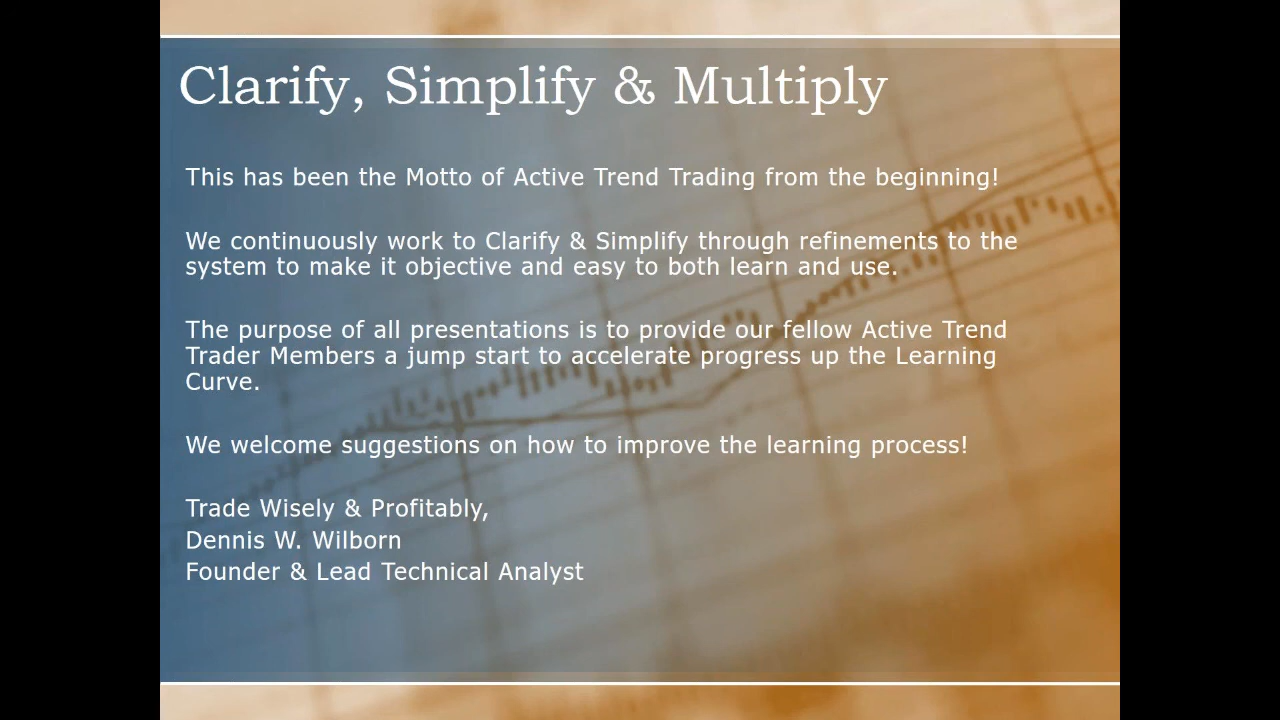 Clarify, Simplify & Multiply
This has been the Motto of Active Trend Trading from the beginning!
We continuously work to Clarify & Simplify through refinements to the
system to make it objective and easy to both learn and use.
The purpose of all presentations is to provide our fellow Active Trend
Trader Members a jump start to accelerate progress up the Learning
Curve.
We welcome suggestions on how to improve the learning process!
Trade Wisely & Profitably,
Dennis W. Wilborn
Founder & Lead Technical Analyst